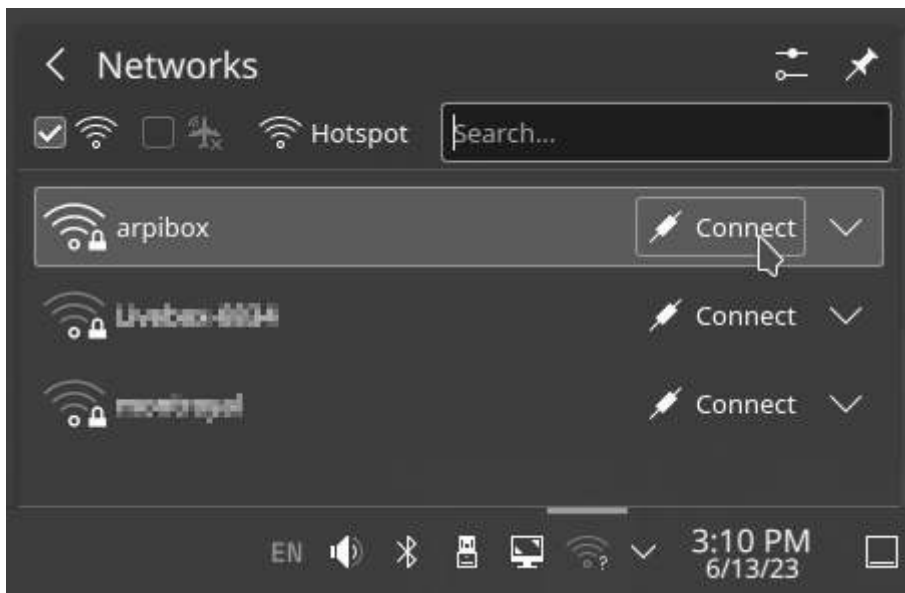 Networks
Hotspot Search...
arpibox Connect
Connect
Connect
EN 3:10 PM
6/13/23